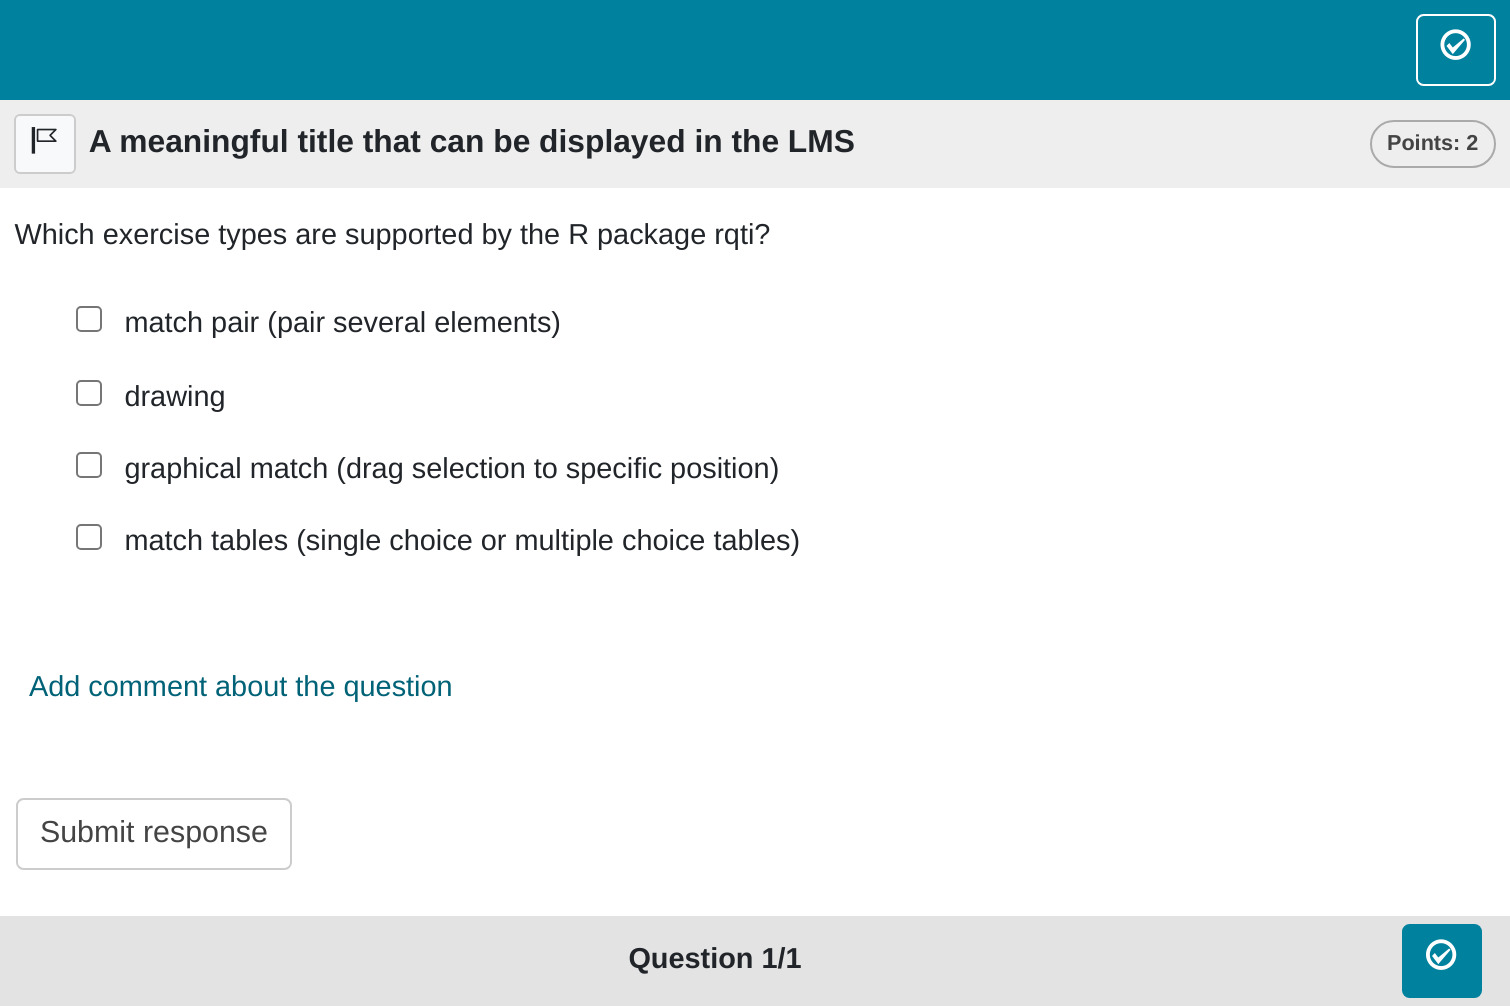 A meaningful title that can be displayed in the LMS
Points: 2
Which exercise types are supported by the R package rqti?
match pair (pair several elements)
drawing
graphical match (drag selection to specific position)
match tables (single choice or multiple choice tables)
Add comment about the question
Submit response
Question 1/1